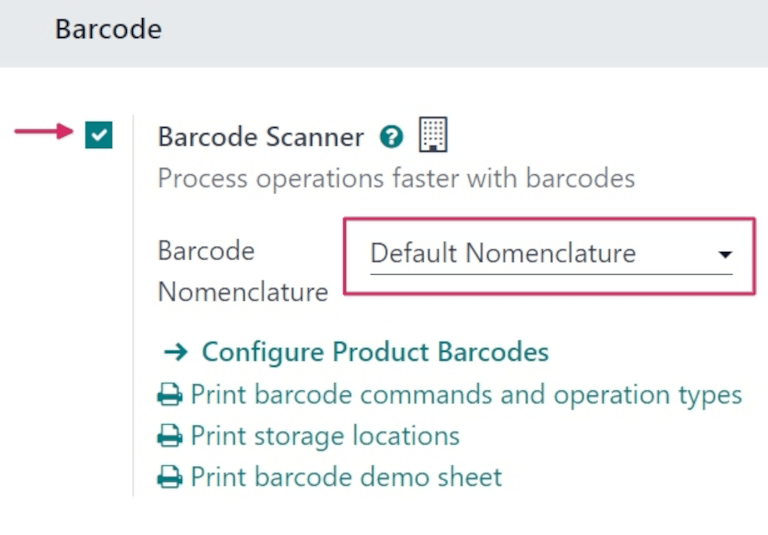 Barcode
Barcode Scanner ?
Process operations faster with barcodes
Barcode
Nomenclature
Default Nomenclature
Configure Product Barcodes
Print barcode commands and operation types
Print storage locations
Print barcode demo sheet